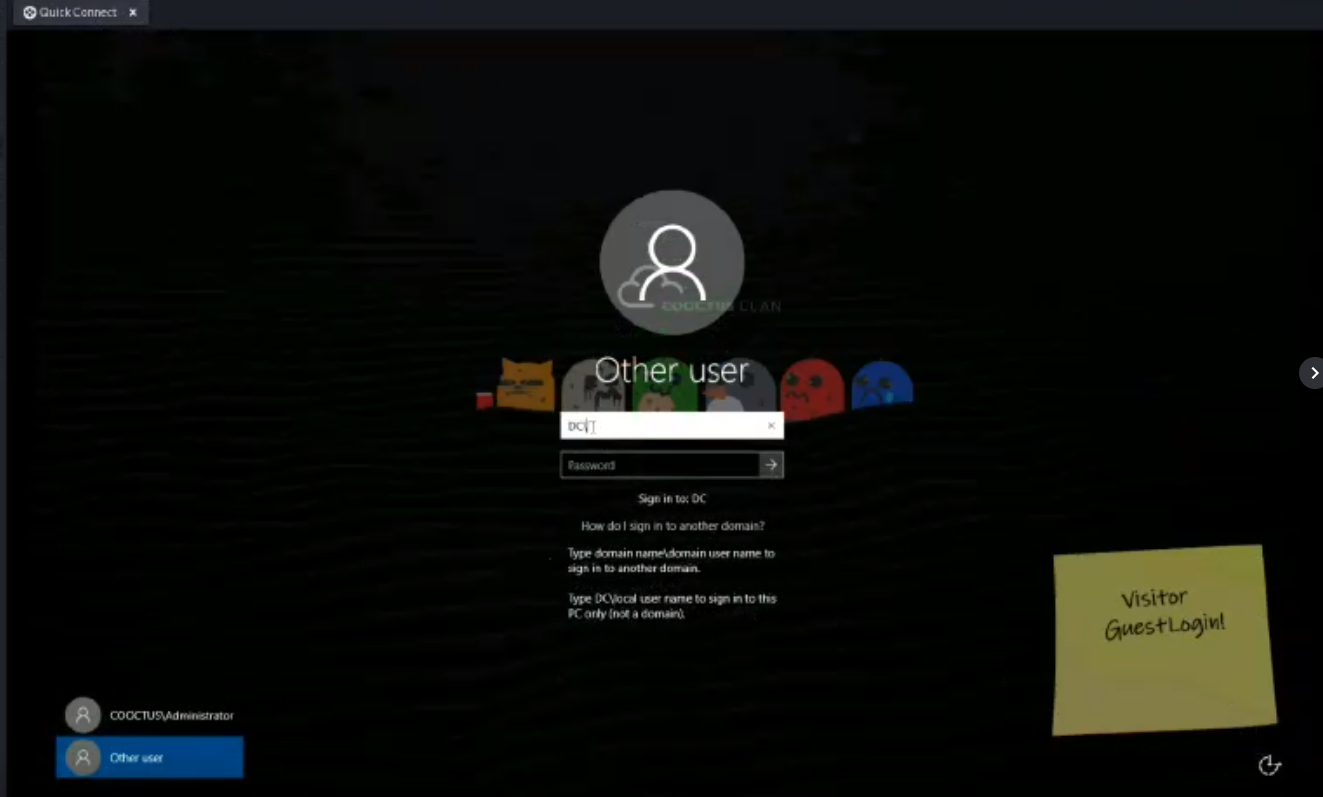 QuickConnect
COOCTUS CLAN
Other user
DC\
Password
Sign in to: DC
How do I sign in to another domain?
Type domain name\domain user name to
sign in to another domain.
Type DC\local user name to sign in to this
PC only (not a domain).
Visitor
GuestLogin!
COOCTUS\Administrator
Other user